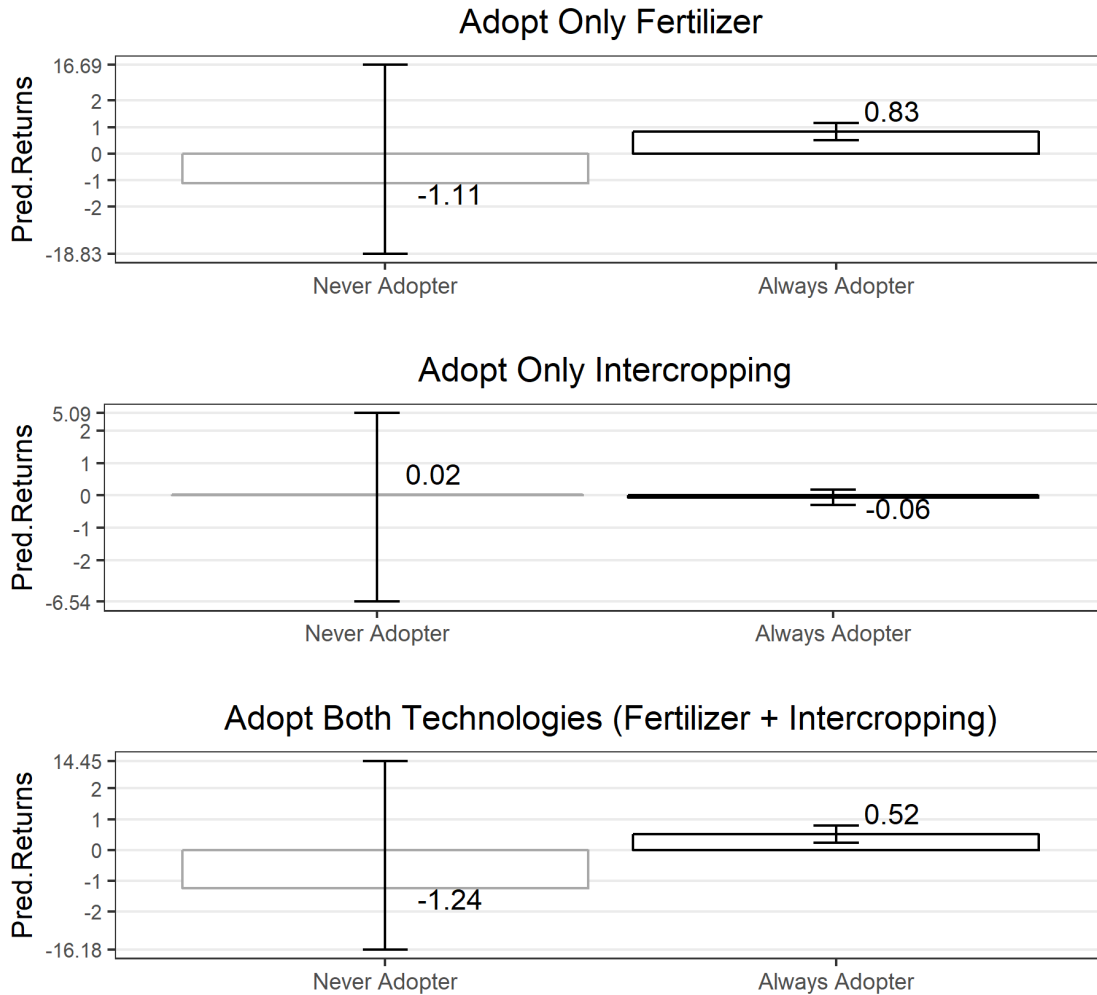 Adopt Only Fertilizer
Pred.Returns
16.69
2
1
0
-1
-2
-18.83
-1.11
0.83
Never Adopter
Always Adopter
Adopt Only Intercropping
Pred.Returns
5.09
2
1
0
-1
-2
-6.54
0.02
-0.06
Never Adopter
Always Adopter
Adopt Both Technologies (Fertilizer + Intercropping)
Pred.Returns
14.45
2
1
0
-1
-2
-16.18
-1.24
0.52
Never Adopter
Always Adopter